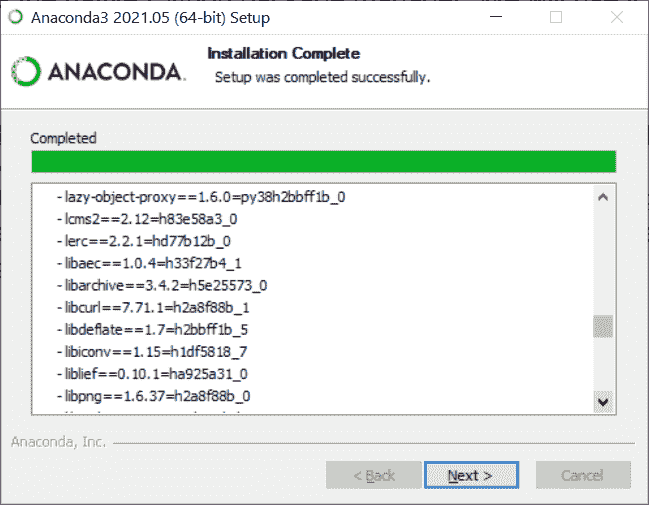 Anaconda3 2021.05 (64-bit) Setup
Installation Complete
Setup was completed successfully.
ANACONDA.
Completed
- lazy-object-proxy==1.6.0=py38h2bbff1b_0
- lcms2==2.12=h83e58a3_0
- lerc==2.2.1=hd77b12b_0
- libaec==1.0.4=h33f27b4_1
- libarchive==3.4.2=h5e25573_0
- libcurl==7.71.1=h2a8f88b_1
- libdeflate==1.7=h2bbff1b_5
- libiconv==1.15=h1df5818_7
- liblief==0.10.1=ha925a31_0
- libpng==1.6.37=h2a8f88b_0
Anaconda, Inc.
< Back
Next >
Cancel